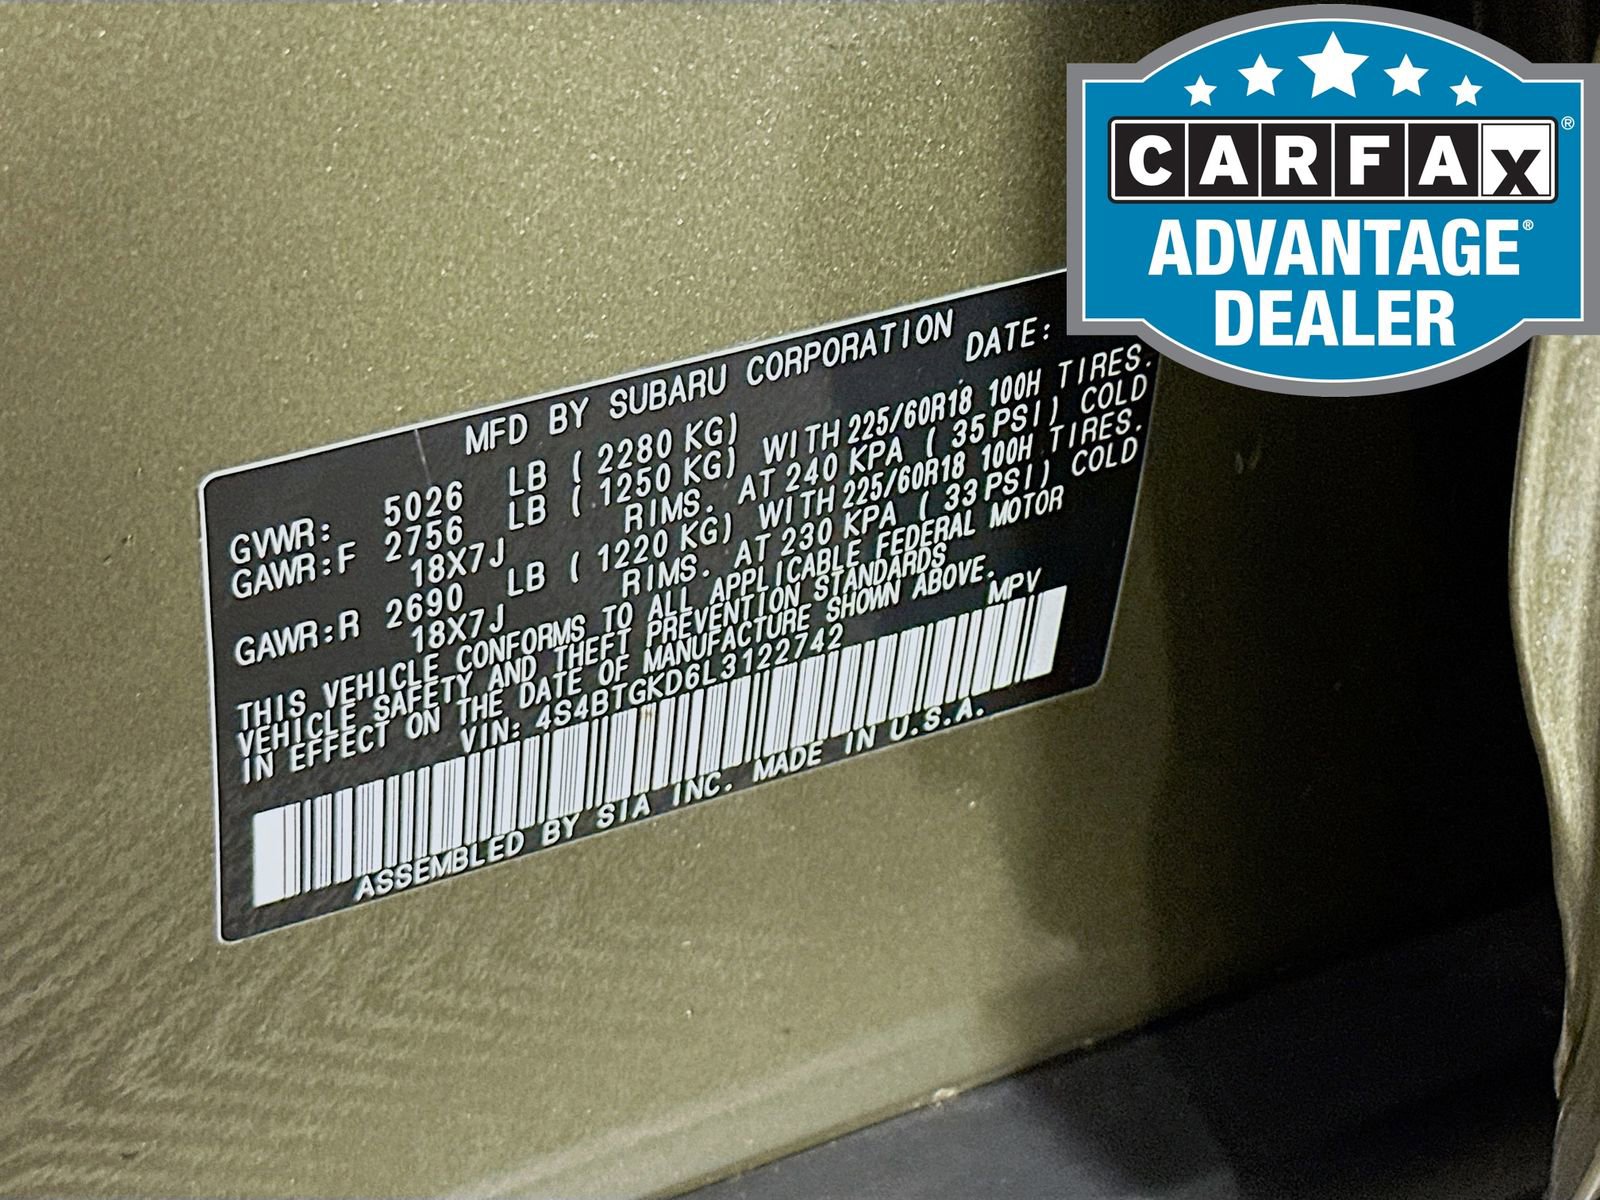 CARFAX®
ADVANTAGE®
DEALER
MFD BY SUBARU CORPORATION
DATE:
GVWR: 5026 LB ( 2280 KG)
GAWR:F 2756 LB ( 1250 KG) WITH 225/60R18 100H TIRES.
18X7J RIMS. AT 240 KPA ( 35 PSI) COLD
GAWR:R 2690 LB ( 1220 KG) WITH 225/60R18 100H TIRES.
18X7J RIMS. AT 230 KPA ( 33 PSI) COLD
THIS VEHICLE CONFORMS TO ALL APPLICABLE FEDERAL MOTOR
VEHICLE SAFETY AND THEFT PREVENTION STANDARDS
IN EFFECT ON THE DATE OF MANUFACTURE SHOWN ABOVE.
VIN: 4S4BTGKD6L3122742 MPV
ASSEMBLED BY SIA INC. MADE IN U.S.A.